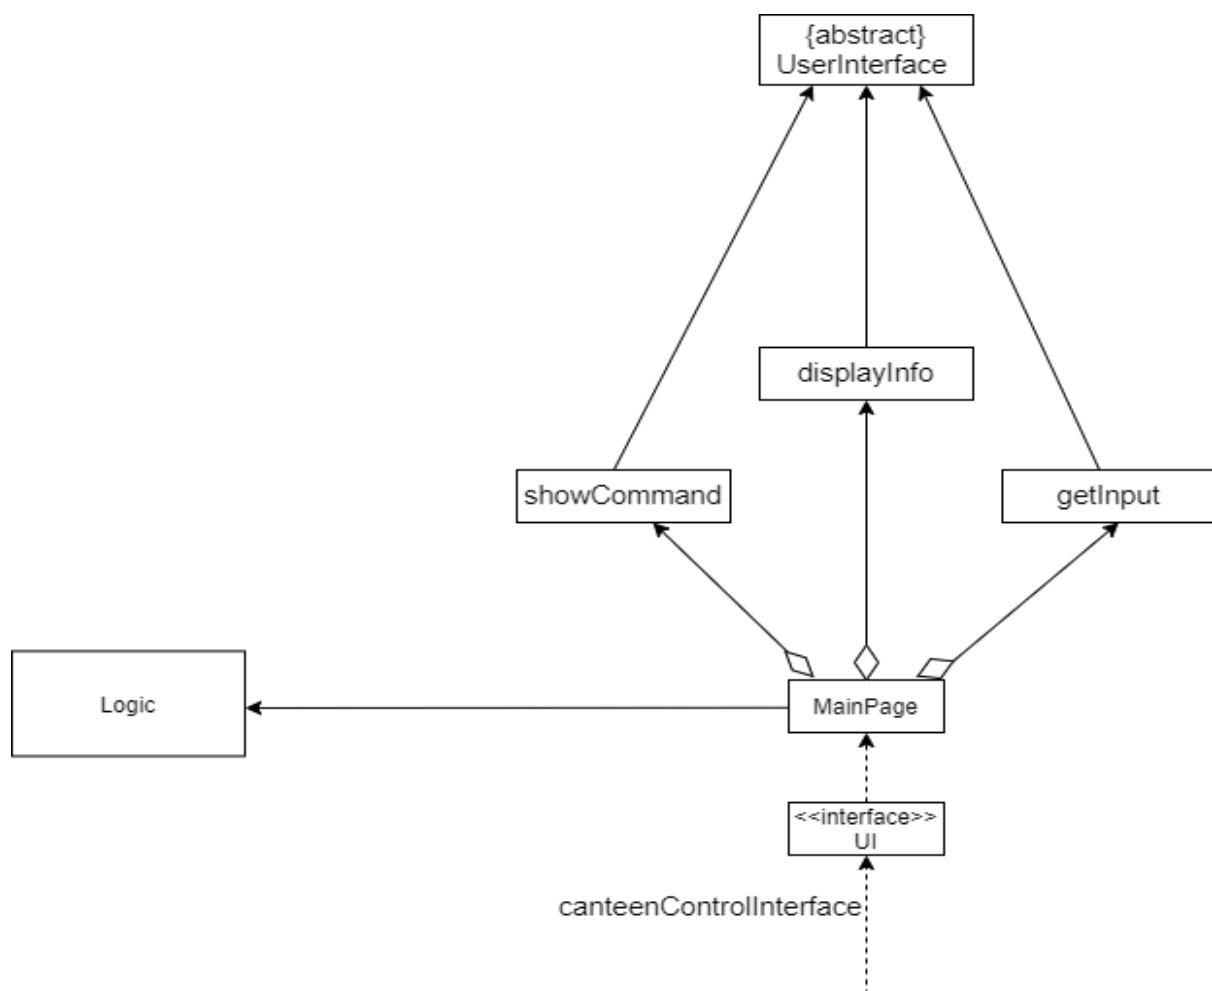 {abstract}
UserInterface
displayInfo
showCommand
getInput
Logic
MainPage
<<interface>>
UI
canteenControlInterface